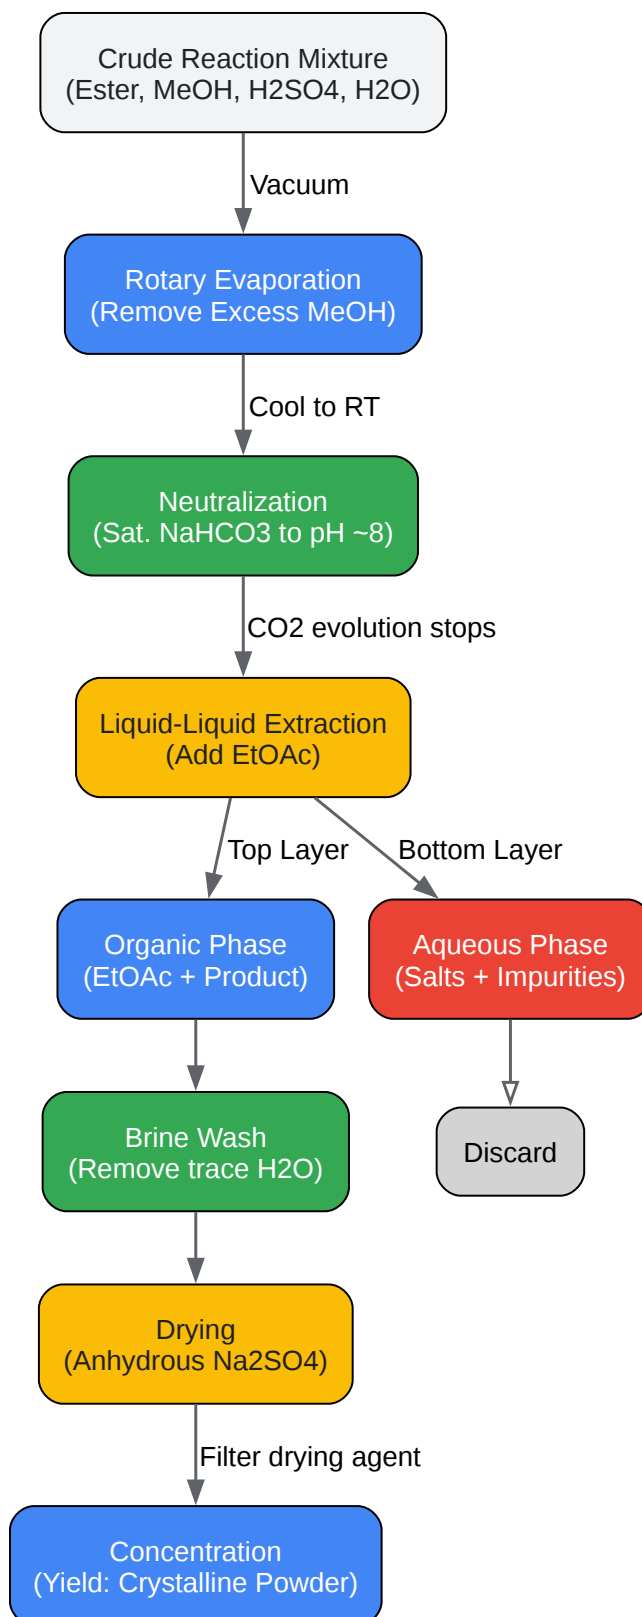 Crude Reaction Mixture
(Ester, MeOH, H2SO4, H2O)
Vacuum
Rotary Evaporation
(Remove Excess MeOH)
Cool to RT
Neutralization
(Sat. NaHCO3 to pH ~8)
CO2 evolution stops
Liquid-Liquid Extraction
(Add EtOAc)
Top Layer
Bottom Layer
Organic Phase
(EtOAc + Product)
Aqueous Phase
(Salts + Impurities)
Brine Wash
(Remove trace H2O)
Discard
Drying
(Anhydrous Na2SO4)
Filter drying agent
Concentration
(Yield: Crystalline Powder)